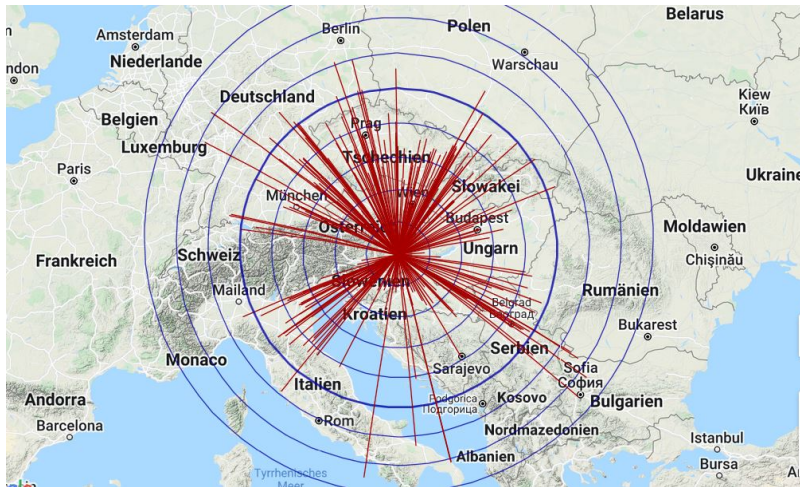 Belarus
Polen
Berlin
Amsterdam
Warschau
Niederlande
ndon
Deutschland
Kiew
Київ
Belgien
Prag
Luxemburg
Tschechien
Paris
Ukraine
Slowakei
Wien
München
Budapest
Moldawien
Schweiz
Ungarn
Chişinău
Frankreich
Slowenien
Mailand
Rumänien
Belgrad
Београд
Kroatien
Bukarest
Serbien
Monaco
Sarajevo
Sofia
София
Italien
Andorra
Kosovo
Bulgarien
Podgorica
Подгорица
Barcelona
Rom
Nordmazedonien
Istanbul
Albanien
Bursa
Tyrrhenisches
Meer